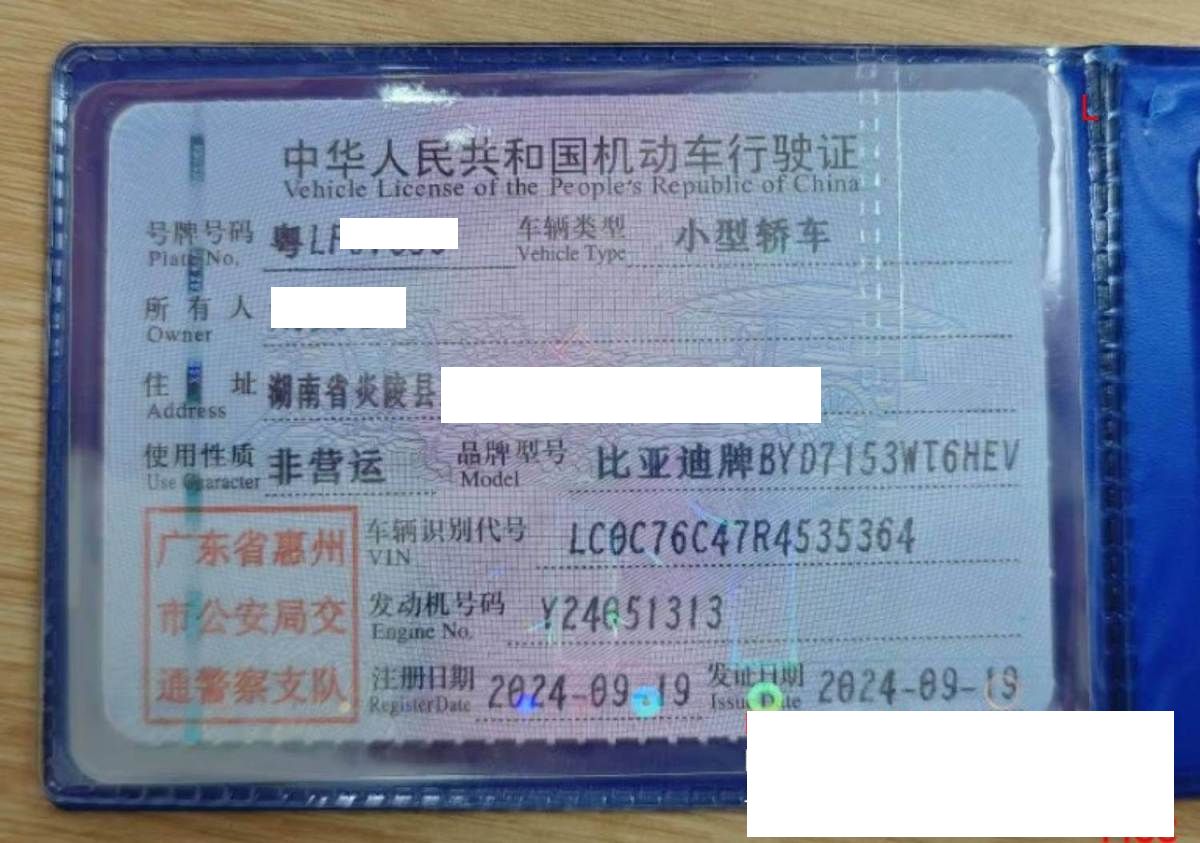 中华人民共和国机动车行驶证
Vehicle License of the People's Republic of China
号牌号码 粤LF 车辆类型 小型轿车
Plate No. Vehicle Type
所有人
Owner
住址 湖南省炎陵县
Address
使用性质 非营运 品牌型号 比亚迪牌BYD7153WT6HEV
Use Character Model
广东省惠州
市公安局交
通警察支队
车辆识别代号 LC0C76C47R4535364
VIN
发动机号码 Y24051313
Engine No.
注册日期 2024-09-19 发证日期 2024-09-19
Register Date Issue Date